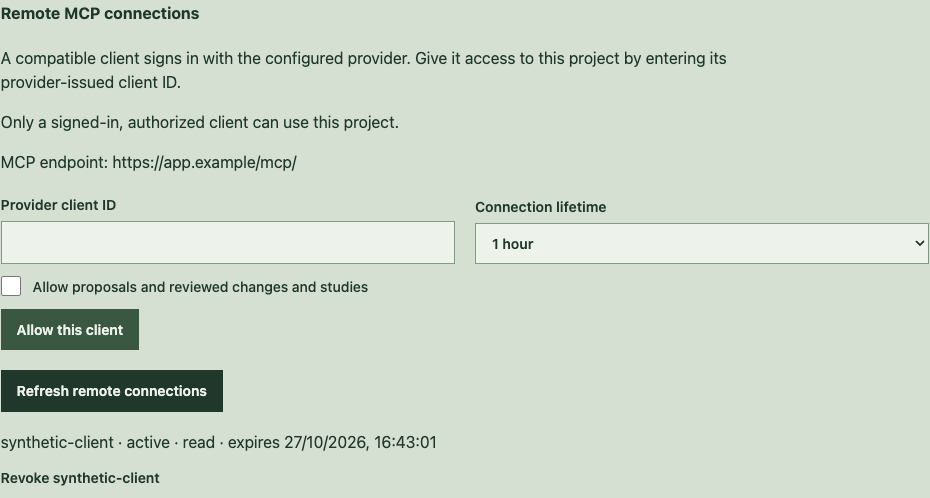 Remote MCP connections
A compatible client signs in with the configured provider. Give it access to this project by entering its
provider-issued client ID.
Only a signed-in, authorized client can use this project.
MCP endpoint: https://app.example/mcp/
Provider client ID
Connection lifetime
1 hour
Allow proposals and reviewed changes and studies
Allow this client
Refresh remote connections
synthetic-client · active · read · expires 27/10/2026, 16:43:01
Revoke synthetic-client